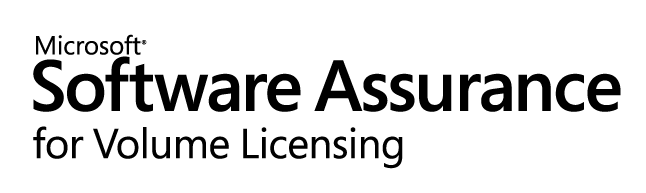 Microsoft®
Software Assurance
for Volume Licensing